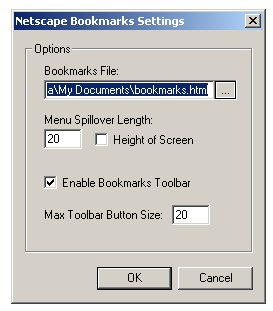 Netscape Bookmarks Settings
Options
Bookmarks File:
a\My Documents\bookmarks.html ...
Menu Spillover Length:
20 Height of Screen
Enable Bookmarks Toolbar
Max Toolbar Button Size: 20
OK Cancel